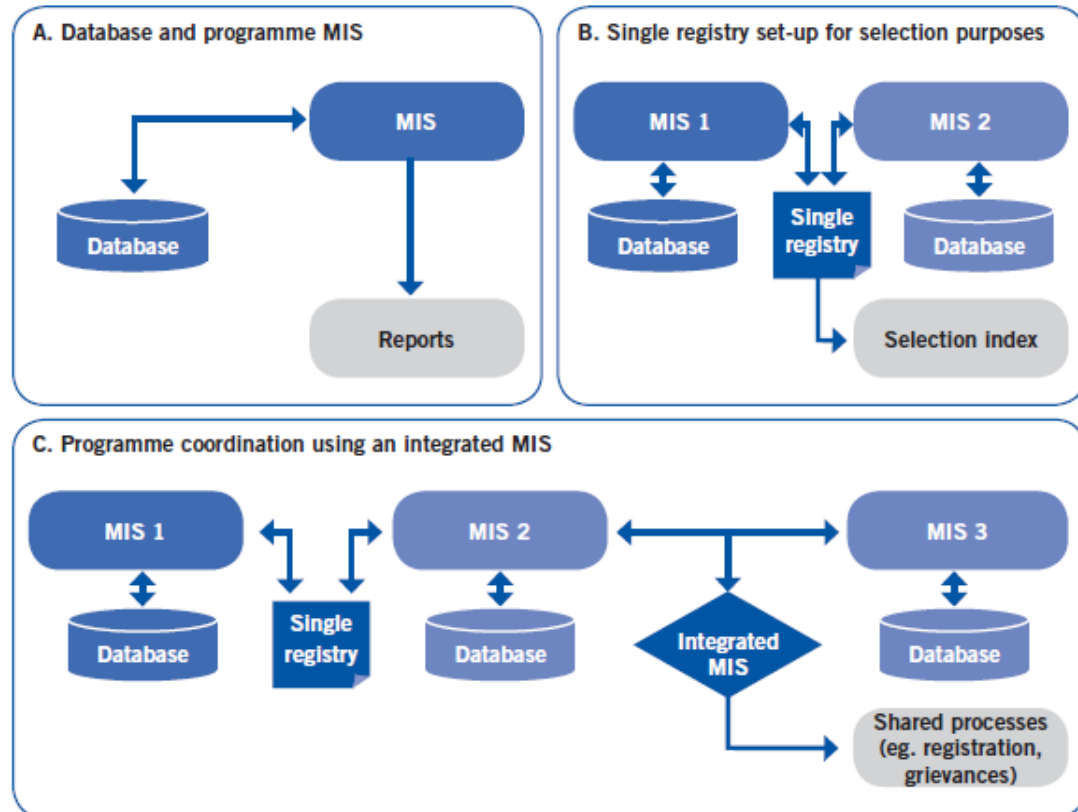 A. Database and programme MIS
MIS
Database
Reports
B. Single registry set-up for selection purposes
MIS 1
MIS 2
Database
Single
registry
Database
Selection index
C. Programme coordination using an integrated MIS
MIS 1
MIS 2
MIS 3
Database
Single
registry
Database
Integrated
MIS
Database
Shared processes
(eg. registration,
grievances)